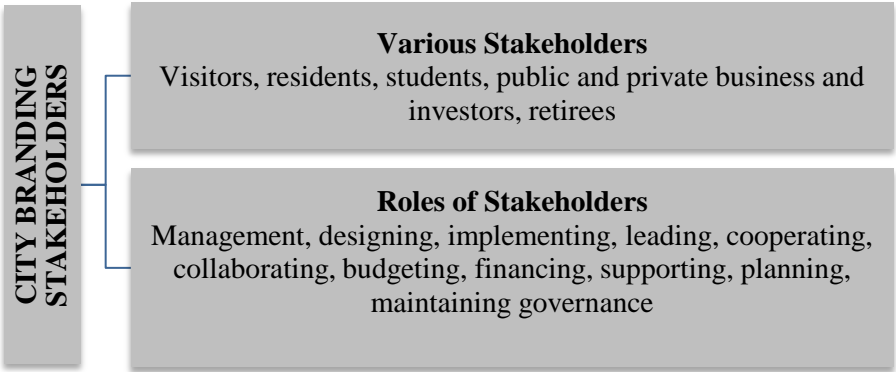 CITY BRANDING
STAKEHOLDERS
Various Stakeholders
Visitors, residents, students, public and private business and
investors, retirees
Roles of Stakeholders
Management, designing, implementing, leading, cooperating,
collaborating, budgeting, financing, supporting, planning,
maintaining governance